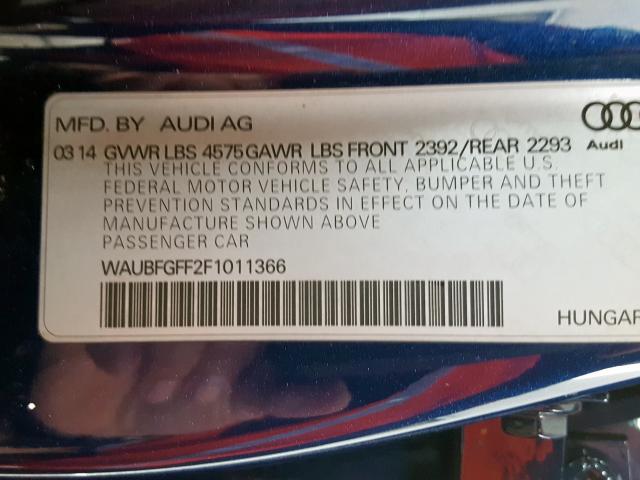 MFD. BY AUDI AG
03 14 GVWR LBS 4575 GAWR LBS FRONT 2392/REAR 2293
Audi
THIS VEHICLE CONFORMS TO ALL APPLICABLE U.S.
FEDERAL MOTOR VEHICLE SAFETY, BUMPER AND THEFT
PREVENTION STANDARDS IN EFFECT ON THE DATE OF
MANUFACTURE SHOWN ABOVE
PASSENGER CAR
WAUBFGFF2F1011366
HUNGAR